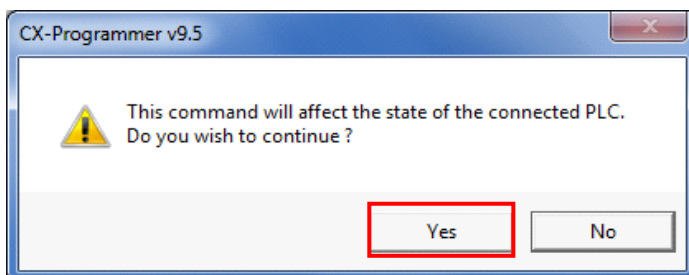 CX-Programmer v9.5
This command will affect the state of the connected PLC.
Do you wish to continue ?
Yes
No